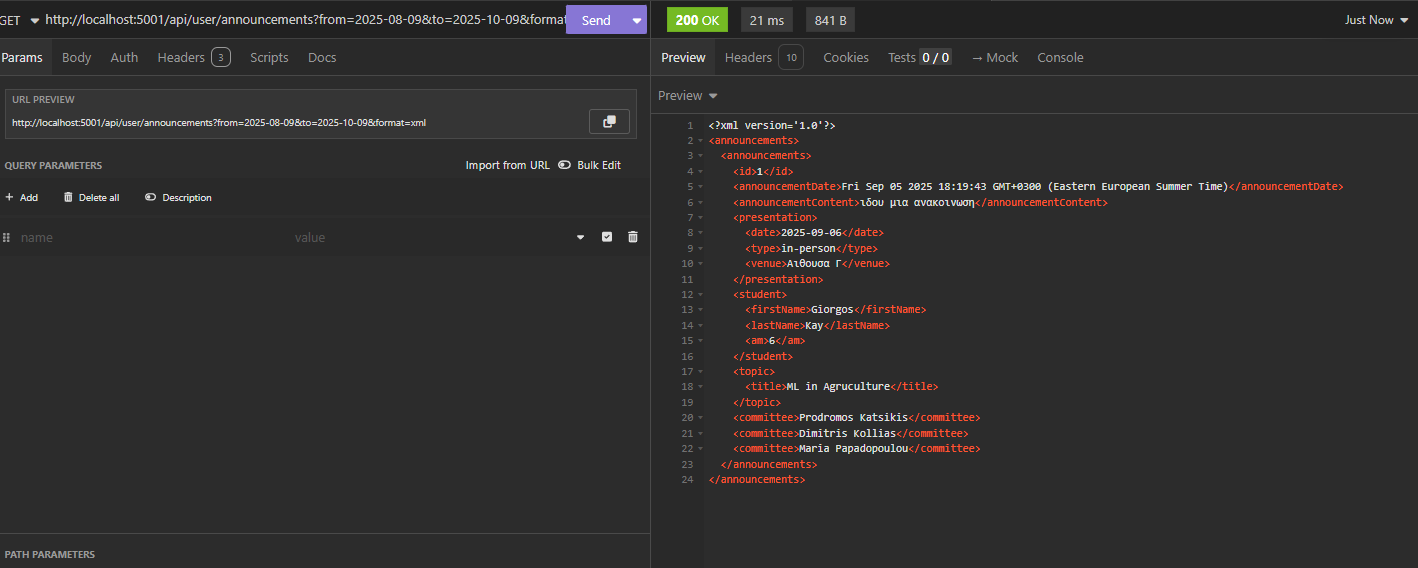 GET http://localhost:5001/api/user/announcements?from=2025-08-09&to=2025-10-09&format Send
Params Body Auth Headers 3 Scripts Docs
URL PREVIEW
http://localhost:5001/api/user/announcements?from=2025-08-09&to=2025-10-09&format=xml
QUERY PARAMETERS Import from URL Bulk Edit
+ Add Delete all Description
name value
PATH PARAMETERS
200 OK 21 ms 841 B Just Now
Preview Headers 10 Cookies Tests 0 / 0 → Mock Console
Preview
1 <?xml version='1.0'?>
2 <announcements>
3 <announcements>
4 <id>1</id>
5 <announcementDate>Fri Sep 05 2025 18:19:43 GMT+0300 (Eastern European Summer Time)</announcementDate>
6 <announcementContent>ιδου μια ανακοινωση</announcementContent>
7 <presentation>
8 <date>2025-09-06</date>
9 <type>in-person</type>
10 <venue>Αιθουσα Γ</venue>
11 </presentation>
12 <student>
13 <firstName>Giorgos</firstName>
14 <lastName>Kay</lastName>
15 <am>6</am>
16 </student>
17 <topic>
18 <title>ML in Agruculture</title>
19 </topic>
20 <committee>Prodromos Katsikis</committee>
21 <committee>Dimitris Kollias</committee>
22 <committee>Maria Papadopoulou</committee>
23 </announcements>
24 </announcements>